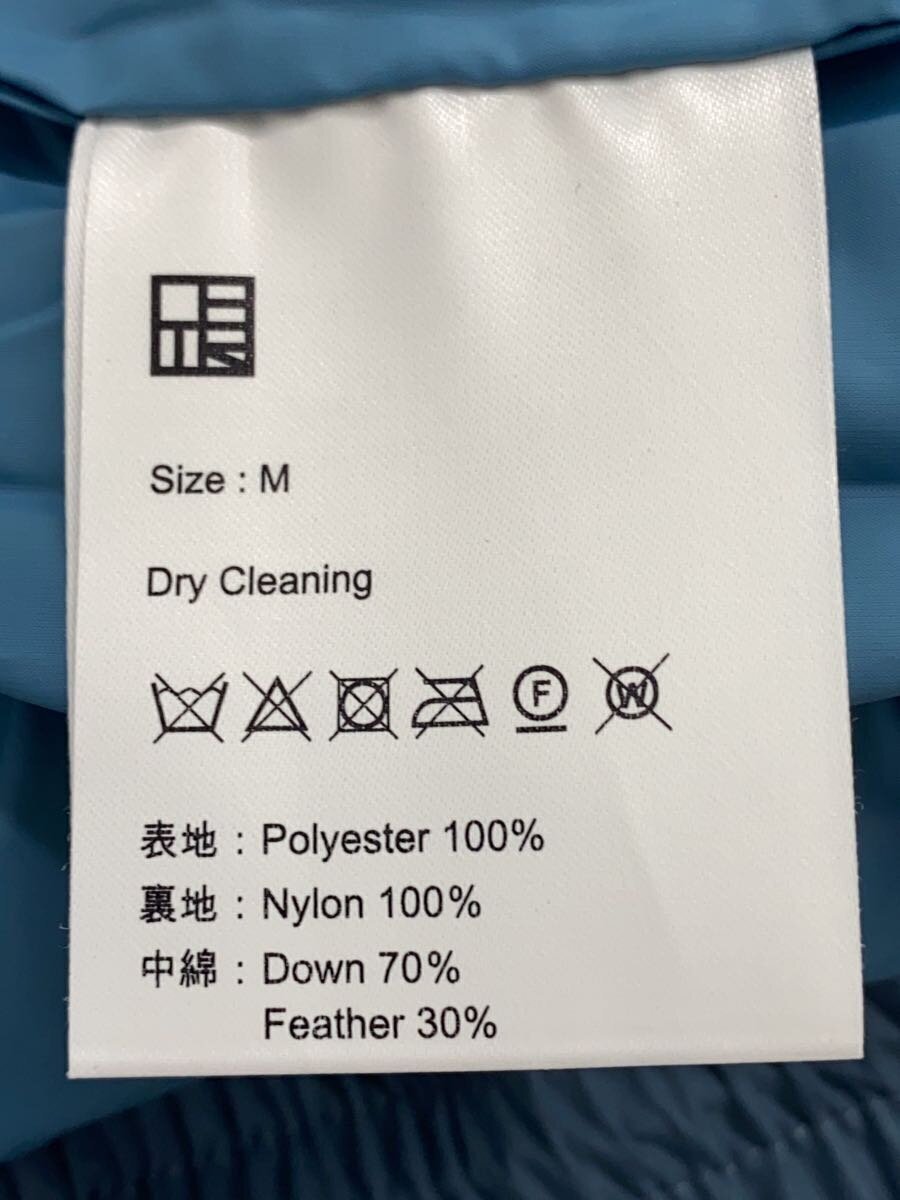 Size : M
Dry Cleaning
F W
表地 : Polyester 100%
裏地 : Nylon 100%
中綿 : Down 70%
Feather 30%